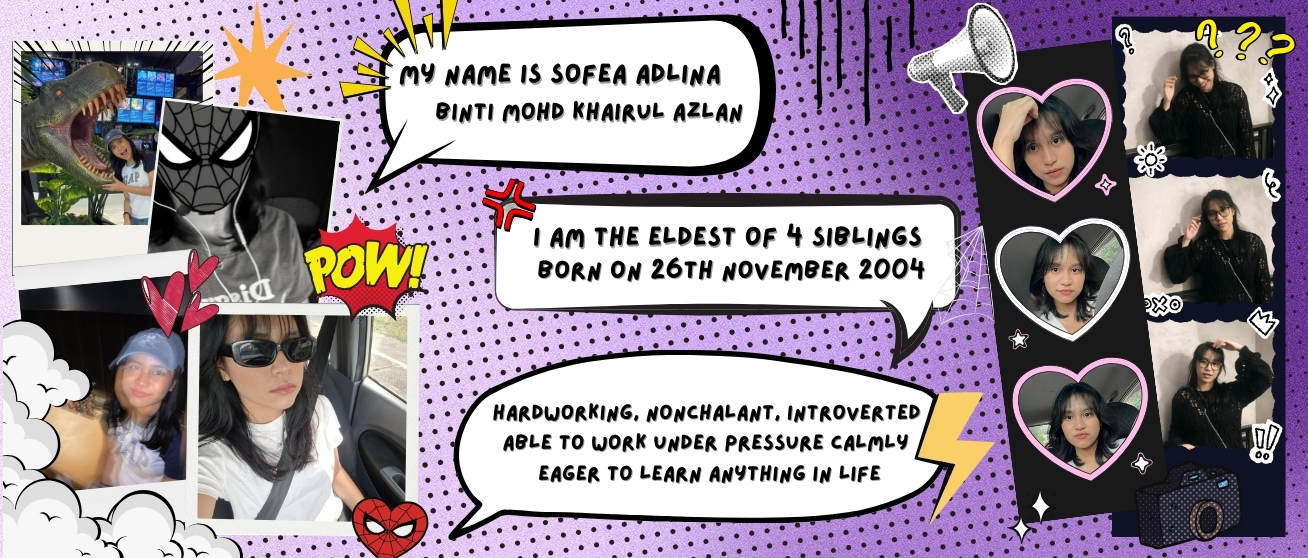 MY NAME IS SOFEA ADLINA
BINTI MOHD KHAIRUL AZLAN
I AM THE ELDEST OF 4 SIBLINGS
BORN ON 26TH NOVEMBER 2004
HARDWORKING, NONCHALANT, INTROVERTED
ABLE TO WORK UNDER PRESSURE CALMLY
EAGER TO LEARN ANYTHING IN LIFE
POW!
GAP
???
?
!!